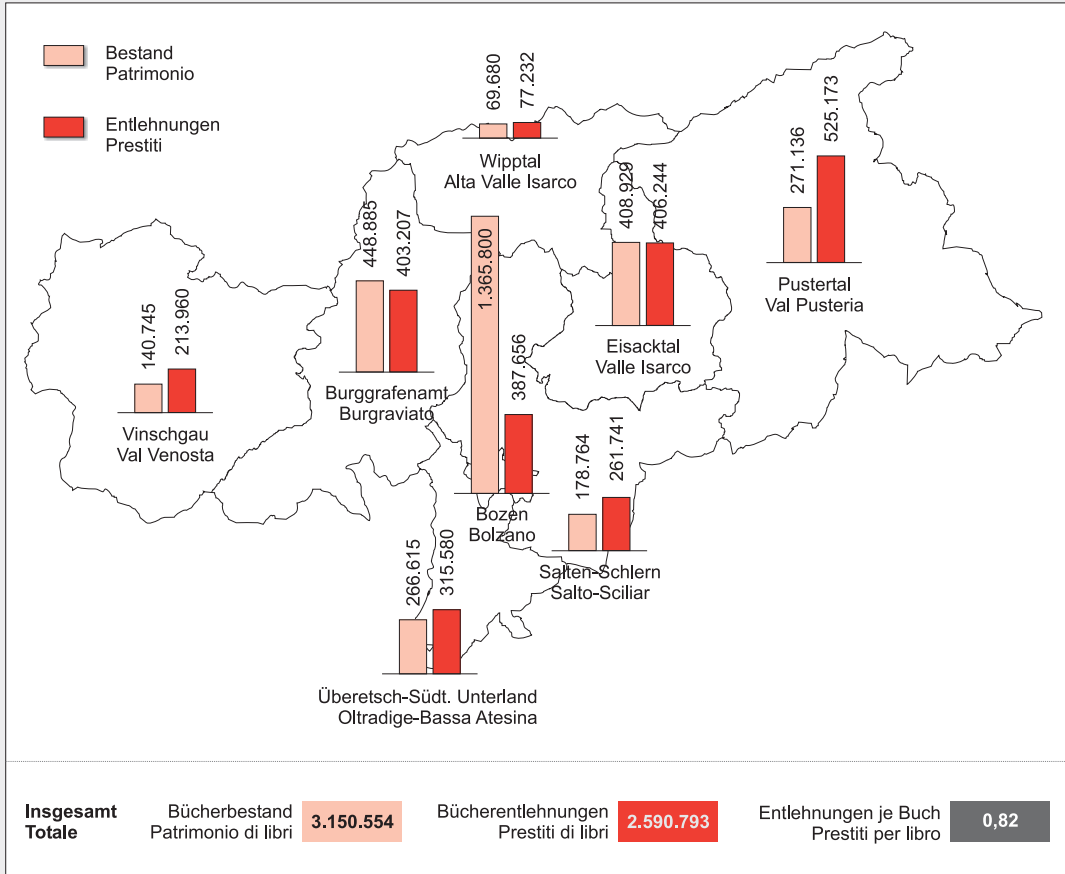 Bestand
Patrimonio
Entlehnungen
Prestiti
69.680
77.232
Wipptal
Alta Valle Isarco
271.136
525.173
Pustertal
Val Pusteria
408.929
406.244
Eisacktal
Valle Isarco
448.885
403.207
Burggrafenamt
Burgraviato
140.745
213.960
Vinschgau
Val Venosta
1.365.800
387.656
Bozen
Bolzano
178.764
261.741
Salten-Schlern
Salto-Sciliar
266.615
315.580
Überetsch-Südt. Unterland
Oltradige-Bassa Atesina
Insgesamt
Totale
Bücherbestand
Patrimonio di libri
3.150.554
Bücherentlehnungen
Prestiti di libri
2.590.793
Entlehnungen je Buch
Prestiti per libro
0,82